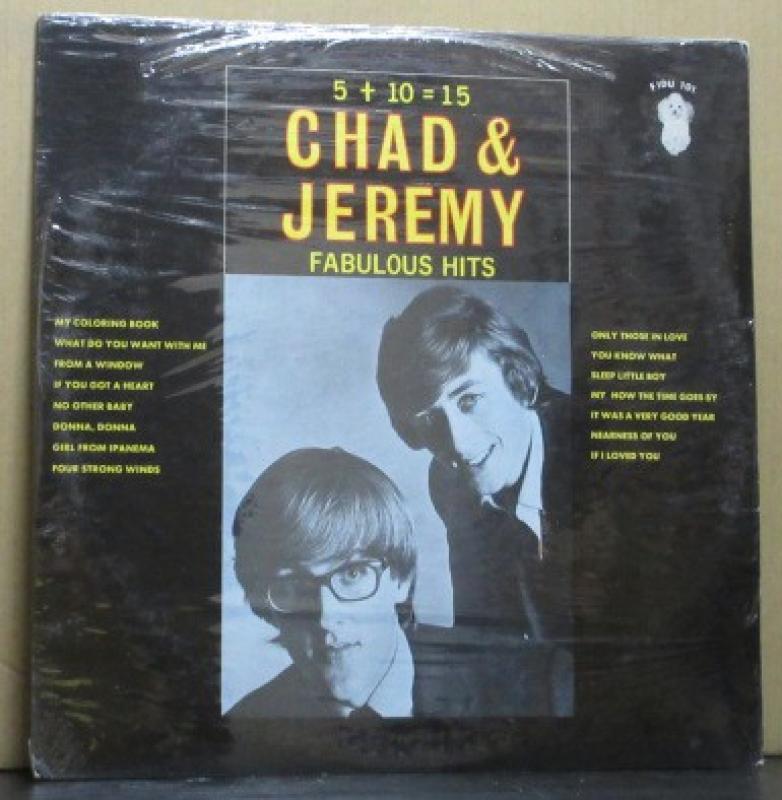 5 + 10 = 15
CHAD &
JEREMY
FABULOUS HITS
MY COLORING BOOK
WHAT DO YOU WANT WITH ME
FROM A WINDOW
IF YOU GOT A HEART
NO OTHER BABY
DONNA, DONNA
GIRL FROM IPANEMA
FOUR STRONG WINDS
ONLY THOSE IN LOVE
YOU KNOW WHAT
SLEEP LITTLE BOY
MY HOW THE TIME GOES BY
IT WAS A VERY GOOD YEAR
NEARNESS OF YOU
IF I LOVED YOU